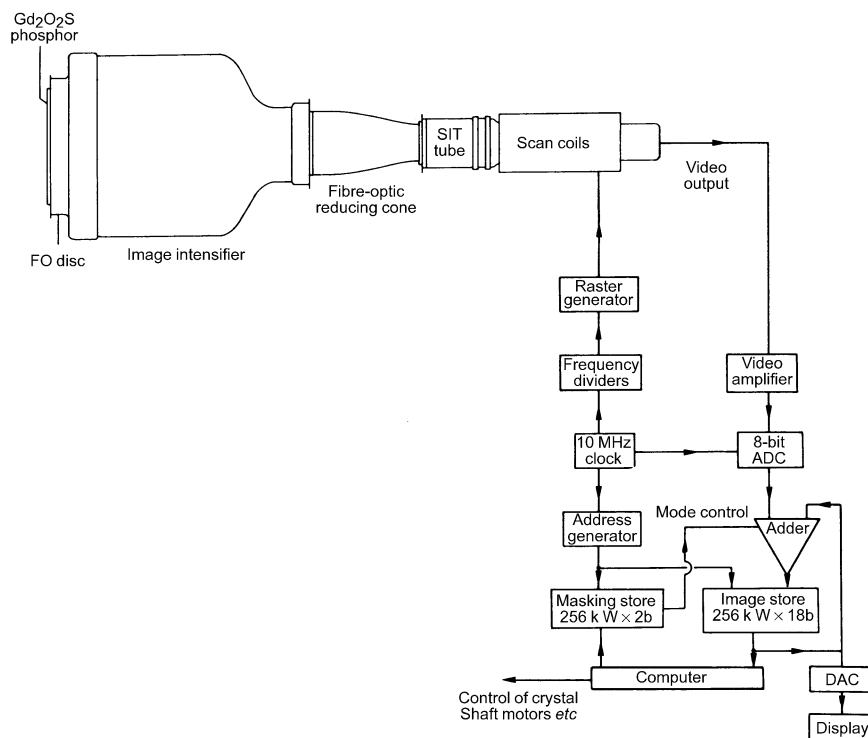 Gd₂O₂S
phosphor
FO disc
Image intensifier
Fibre-optic
reducing cone
SIT
tube
Scan coils
Video
output
Raster
generator
Frequency
dividers
Video
amplifier
10 MHz
clock
8-bit
ADC
Mode control
Adder
Address
generator
Masking store
256 k W × 2b
Image store
256 k W × 18b
Computer
Control of crystal
Shaft motors etc
DAC
Display